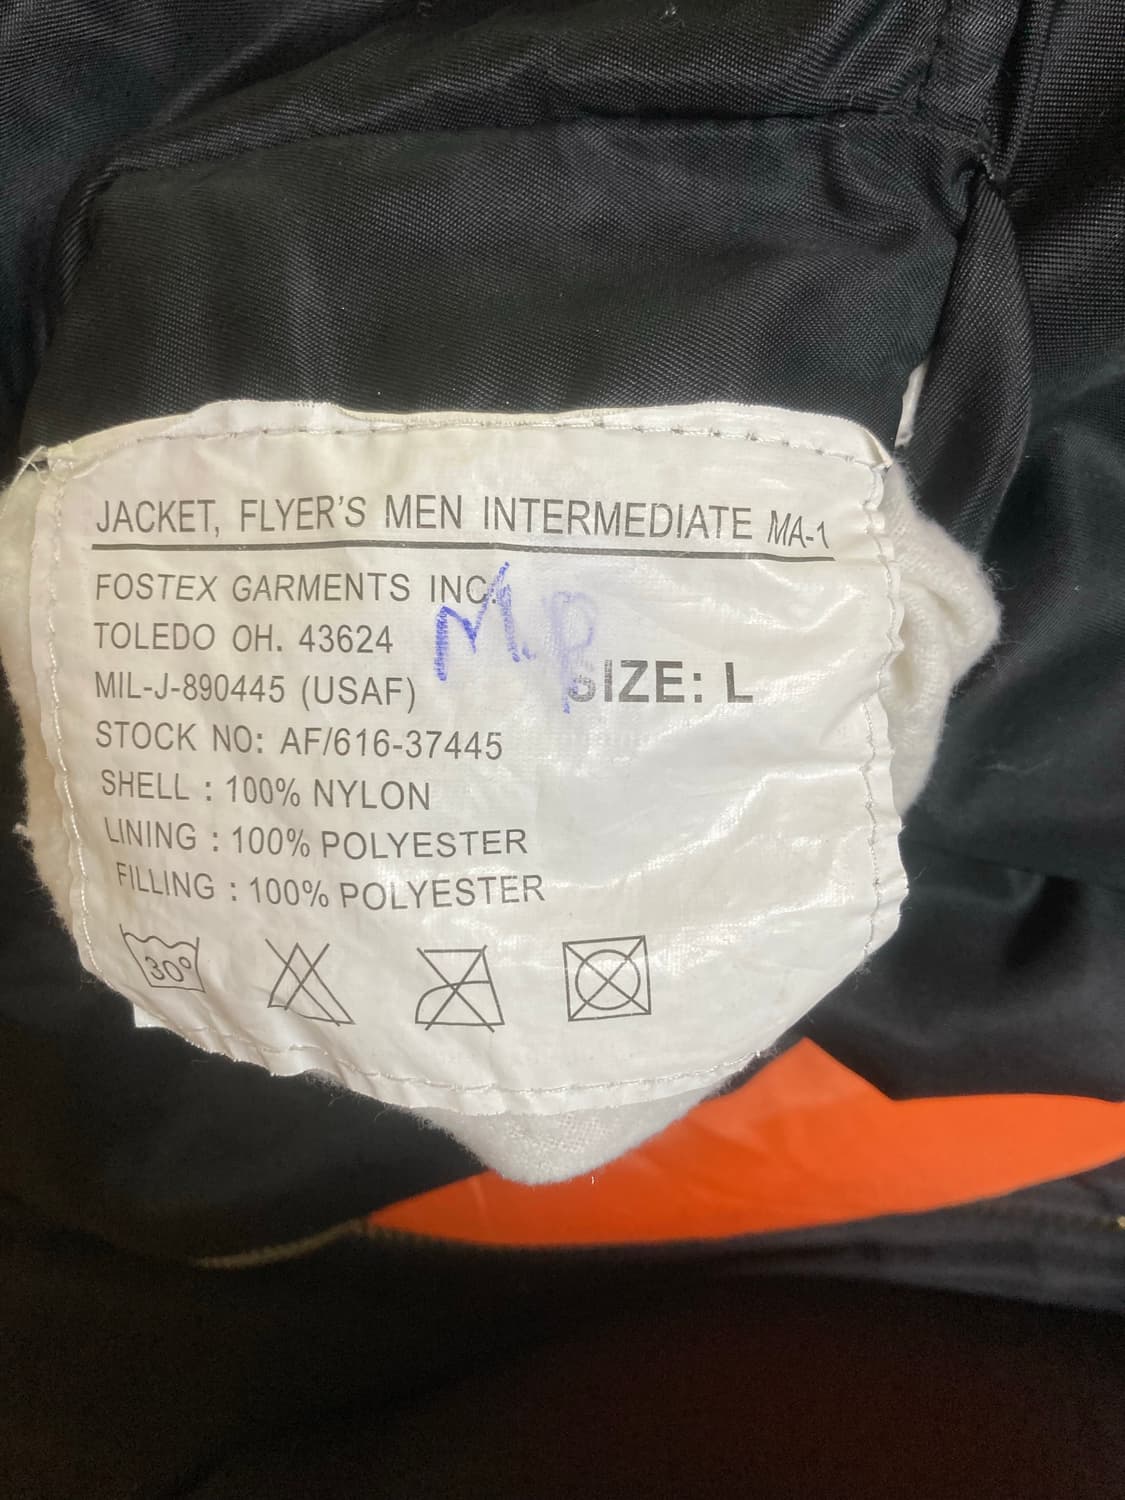 JACKET, FLYER'S MEN INTERMEDIATE MA-1
FOSTEX GARMENTS INC.
TOLEDO OH. 43624
M.P
MIL-J-890445 (USAF)
SIZE: L
STOCK NO: AF/616-37445
SHELL : 100% NYLON
LINING : 100% POLYESTER
FILLING : 100% POLYESTER
30°